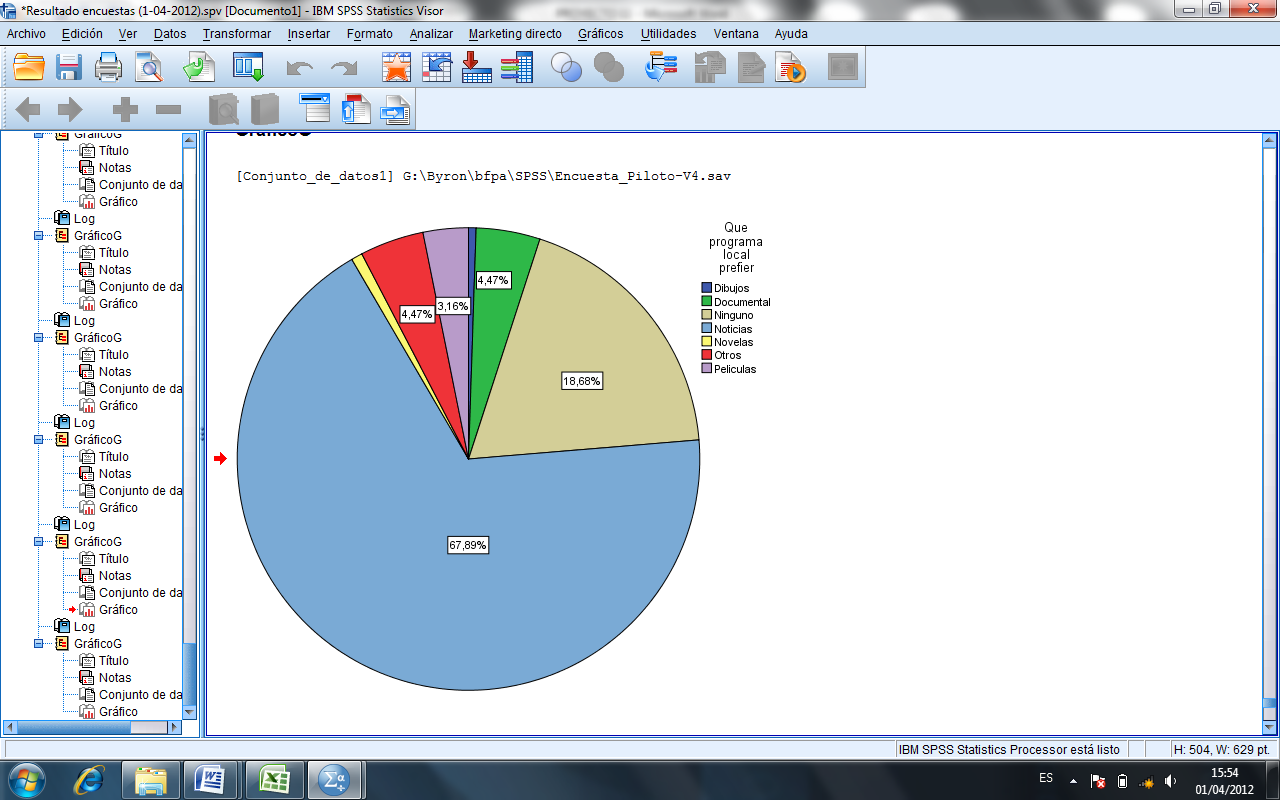 *Resultado encuestas (1-04-2012).spv [Documento1] - IBM SPSS Statistics Visor
Archivo Edición Ver Datos Transformar Insertar Formato Analizar Marketing directo Gráficos Utilidades Ventana Ayuda
GráficoG
Título
Notas
Conjunto de da
Gráfico
Log
GráficoG
Título
Notas
Conjunto de da
Gráfico
Log
GráficoG
Título
Notas
Conjunto de da
Gráfico
Log
GráficoG
Título
Notas
Conjunto de da
Gráfico
Log
GráficoG
Título
Notas
Conjunto de da
Gráfico
Log
GráficoG
Título
Notas
Conjunto de da
Gráfico
GráficoG
[Conjunto_de_datos1] G:\Byron\bfpa\SPSS\Encuesta_Piloto-V4.sav
4,47%
3,16%
4,47%
18,68%
67,89%
Que
programa
local
prefier
Dibujos
Documental
Ninguno
Noticias
Novelas
Otros
Peliculas
IBM SPSS Statistics Processor está listo
H: 504, W: 629 pt.
ES
15:54
01/04/2012